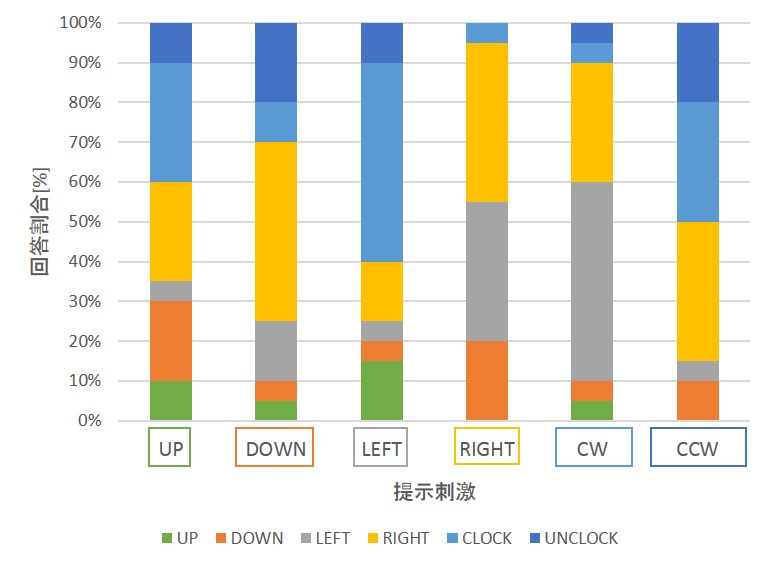 100%
90%
80%
70%
60%
50%
40%
30%
20%
10%
0%
回答割合[%]
UP DOWN LEFT RIGHT CW CCW
提示刺激
UP DOWN LEFT RIGHT CLOCK UNCLOCK